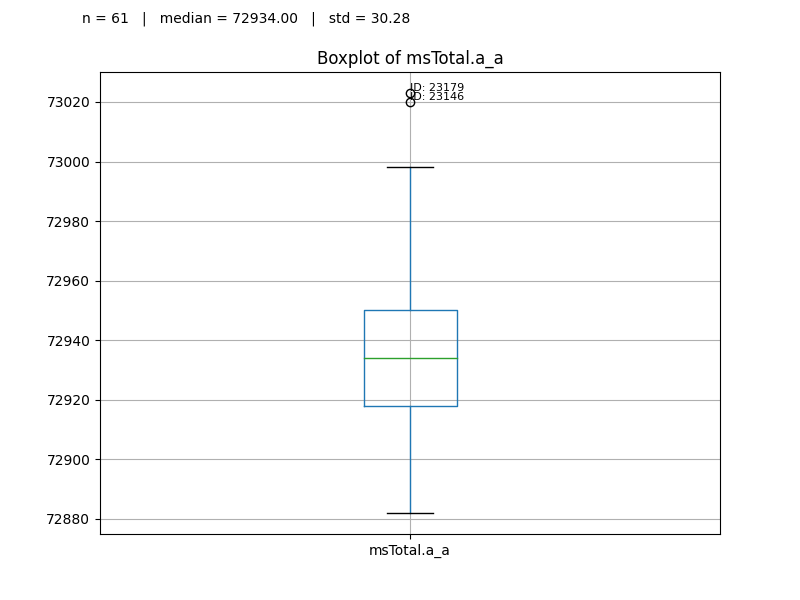 n = 61   |   median = 72934.00   |   std = 30.28
Boxplot of msTotal.a_a
ID: 23179
ID: 23146
73020
73000
72980
72960
72940
72920
72900
72880
msTotal.a_a